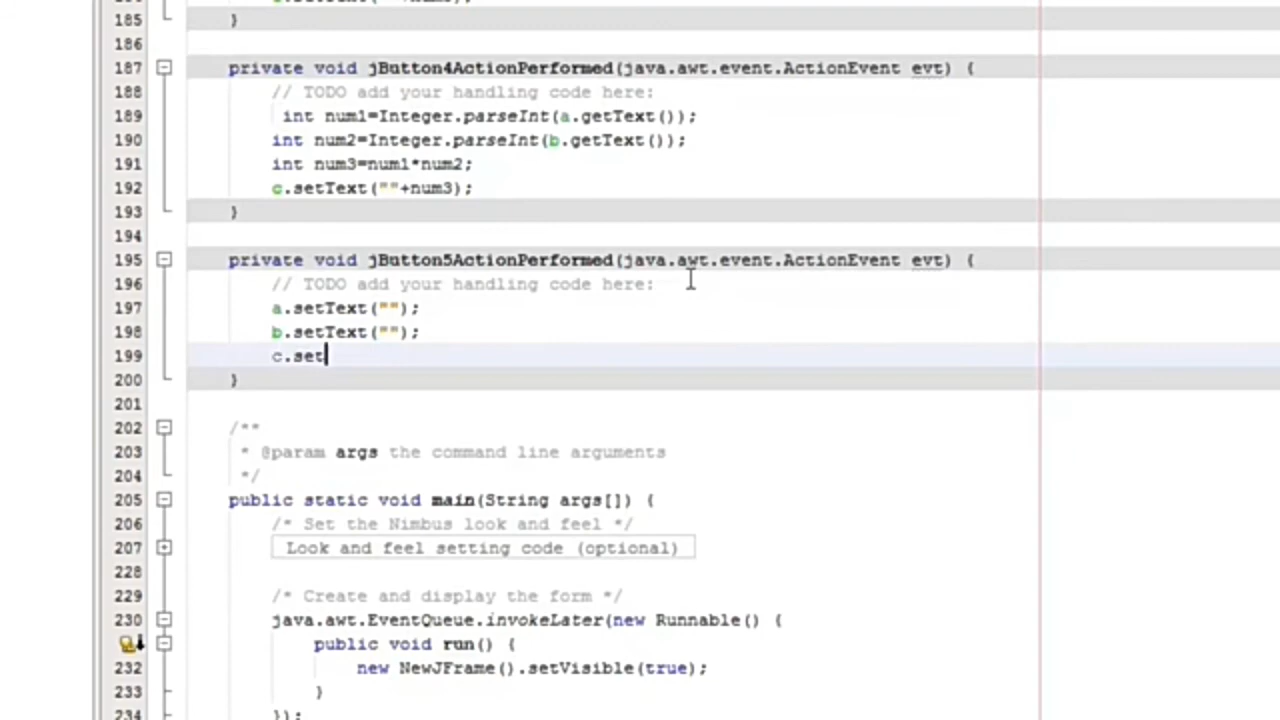 185 }
186
187 private void jButton4ActionPerformed(java.awt.event.ActionEvent evt) {
188 // TODO add your handling code here:
189 int num1=Integer.parseInt(a.getText());
190 int num2=Integer.parseInt(b.getText());
191 int num3=num1*num2;
192 c.setText(""+num3);
193 }
194
195 private void jButton5ActionPerformed(java.awt.event.ActionEvent evt) {
196 // TODO add your handling code here:
197 a.setText("");
198 b.setText("");
199 c.set
200 }
201
202 /**
203 * @param args the command line arguments
204 */
205 public static void main(String args[]) {
206 /* Set the Nimbus look and feel */
207 Look and feel setting code (optional)
228
229 /* Create and display the form */
230 java.awt.EventQueue.invokeLater(new Runnable() {
public void run() {
232 new NewJFrame().setVisible(true);
233 }
234 });